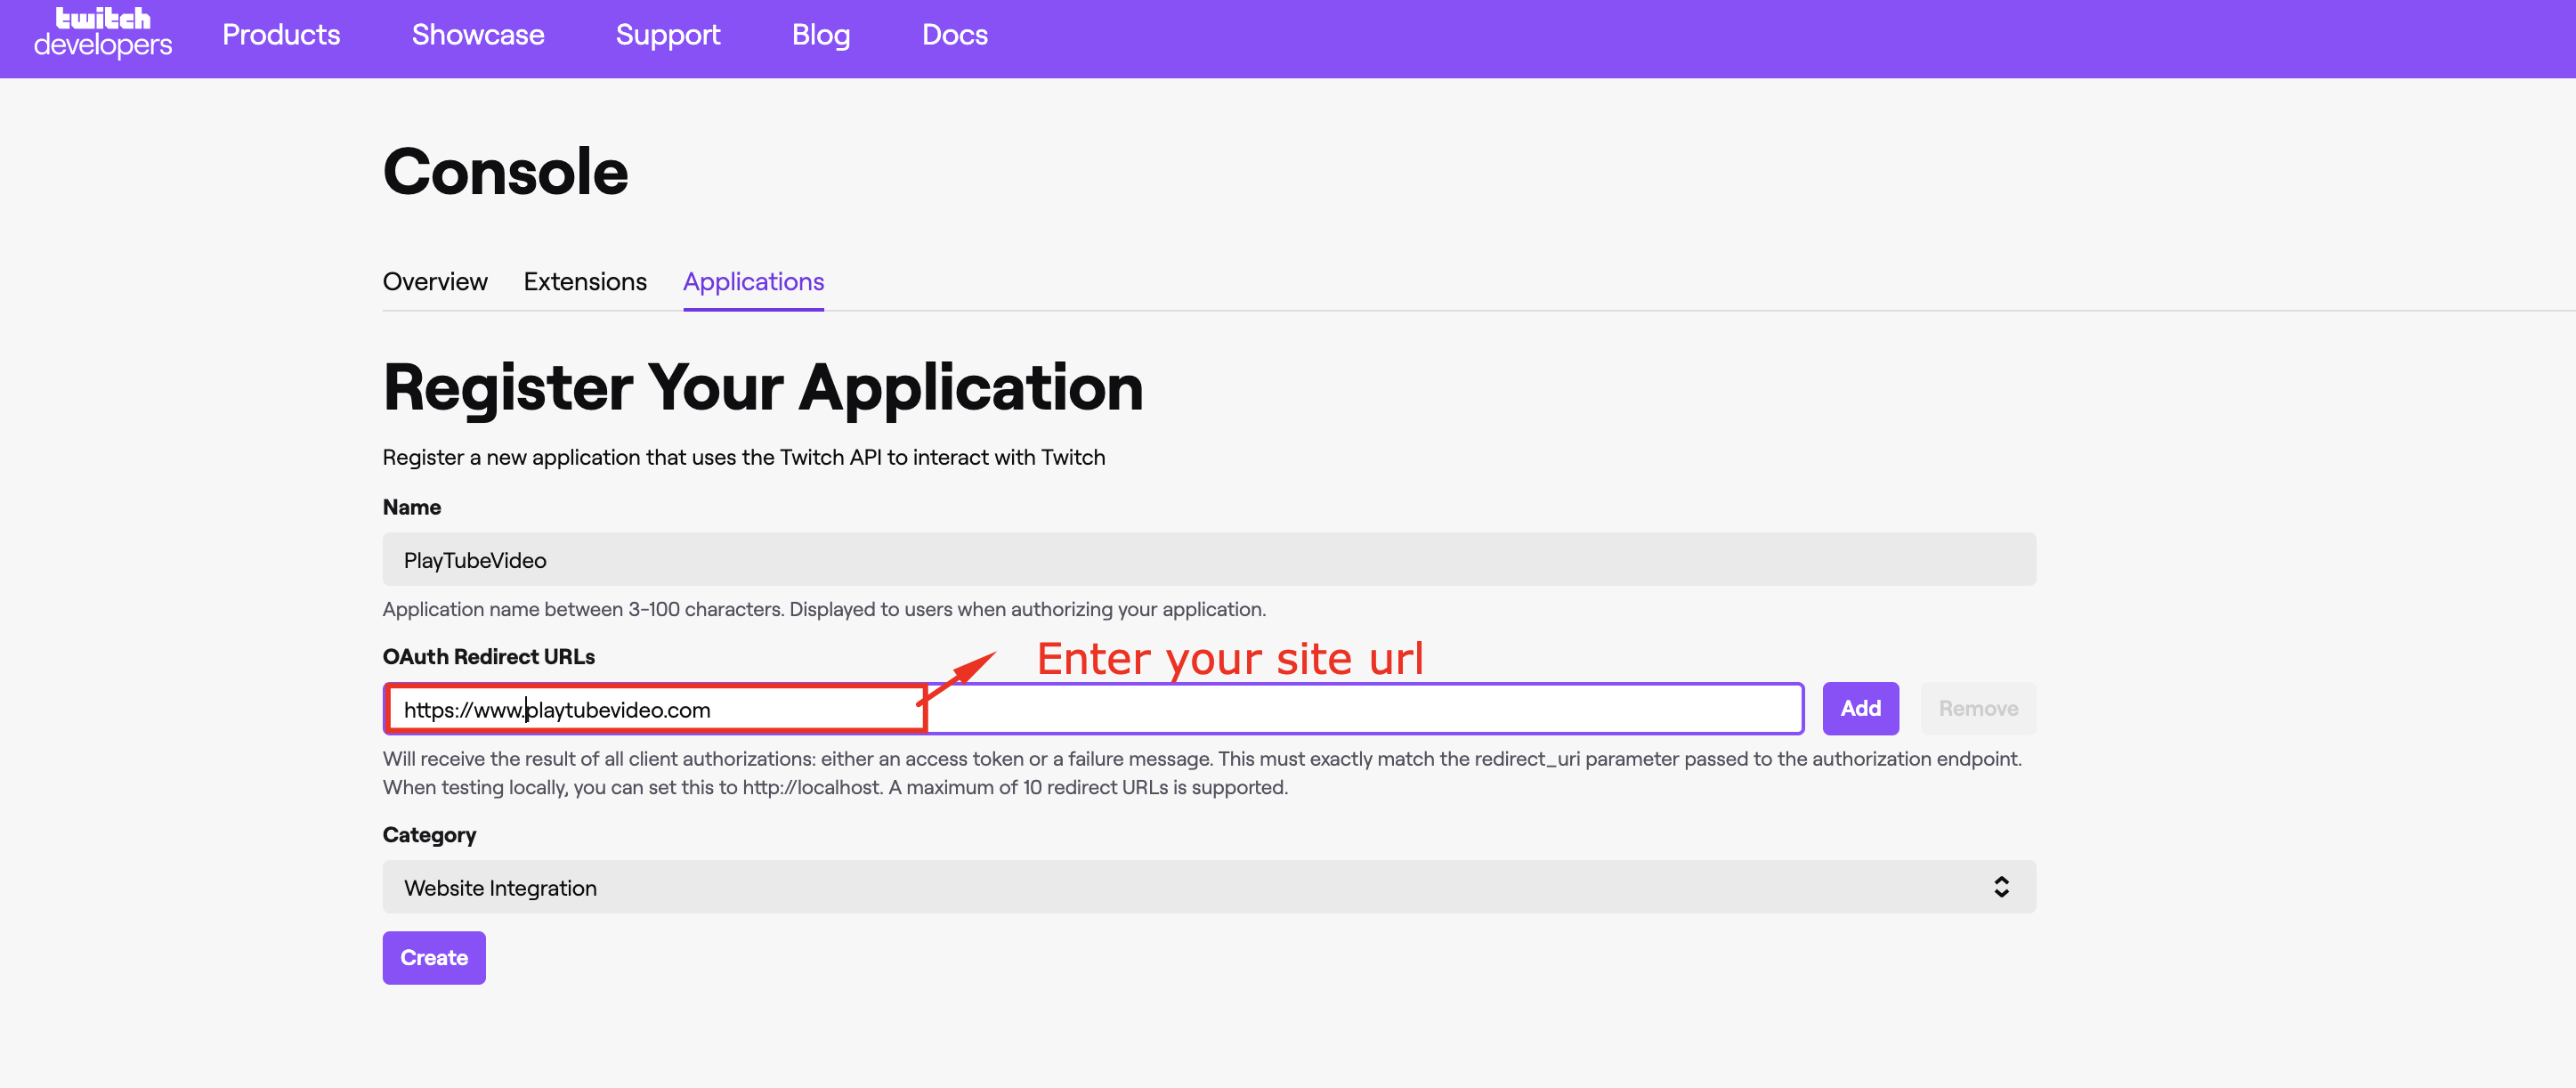 twitch
developers
Products Showcase Support Blog Docs
Console
Overview Extensions Applications
Register Your Application
Register a new application that uses the Twitch API to interact with Twitch
Name
PlayTubeVideo
Application name between 3-100 characters. Displayed to users when authorizing your application.
OAuth Redirect URLs
Enter your site url
https://www.playtubevideo.com
Add Remove
Will receive the result of all client authorizations: either an access token or a failure message. This must exactly match the redirect_uri parameter passed to the authorization endpoint.
When testing locally, you can set this to http://localhost. A maximum of 10 redirect URLs is supported.
Category
Website Integration
Create